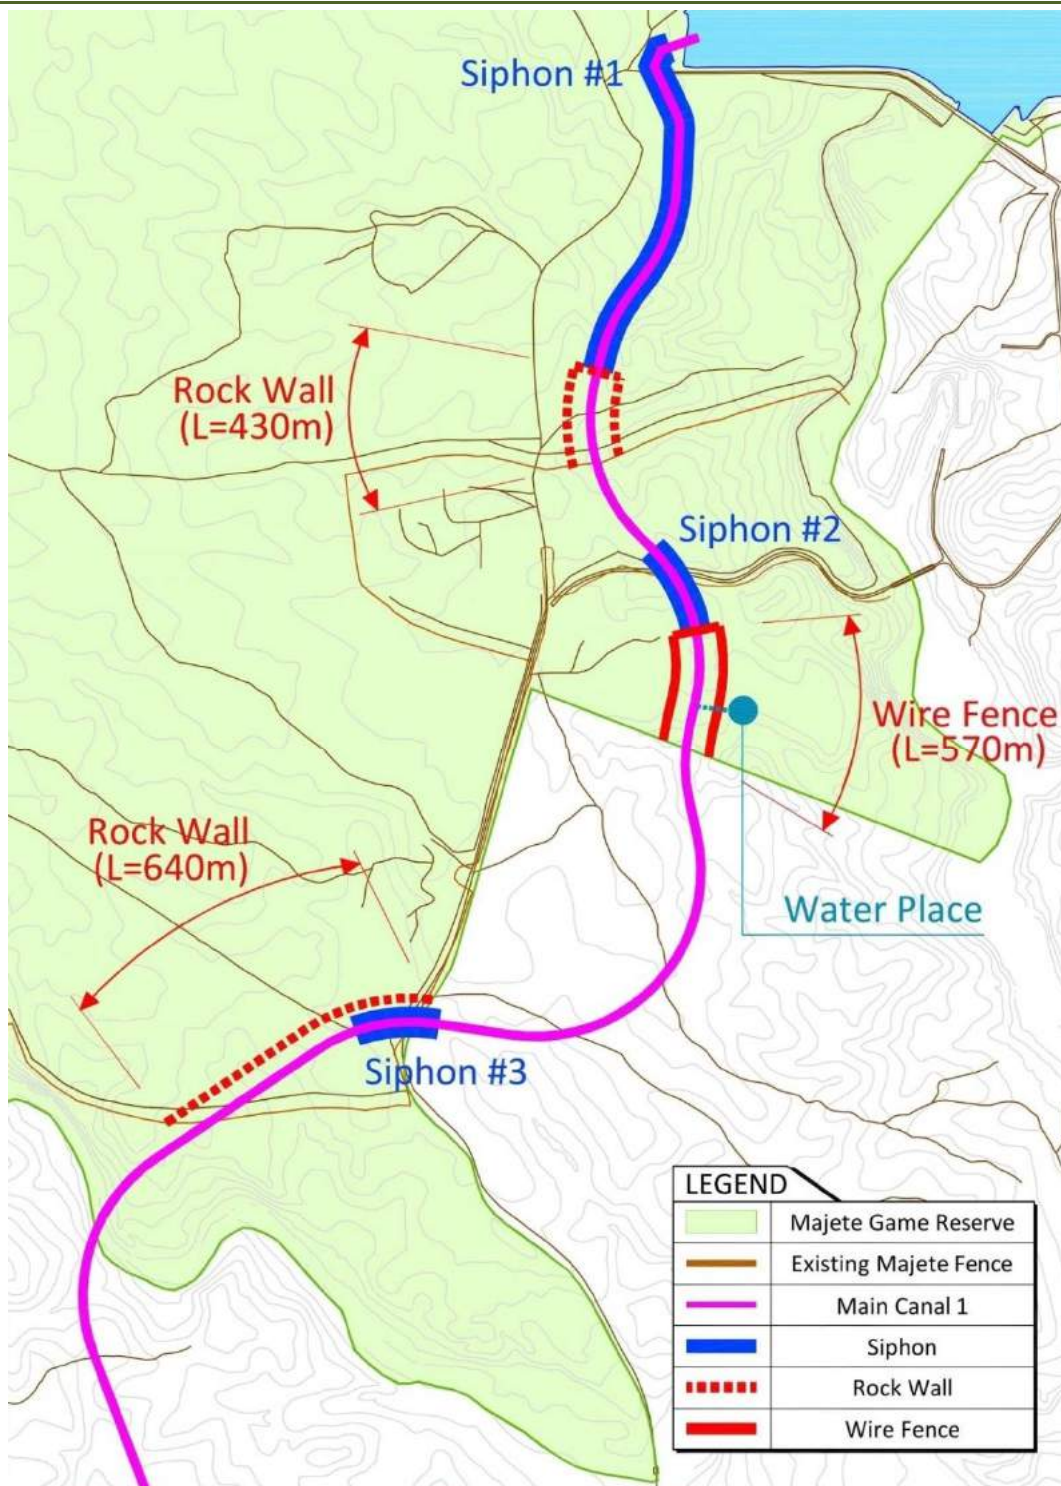 Siphon #1
Rock Wall
(L=430m)
Siphon #2
Wire Fence
(L=570m)
Rock Wall
(L=640m)
Water Place
Siphon #3
LEGEND
Majete Game Reserve
Existing Majete Fence
Main Canal 1
Siphon
Rock Wall
Wire Fence